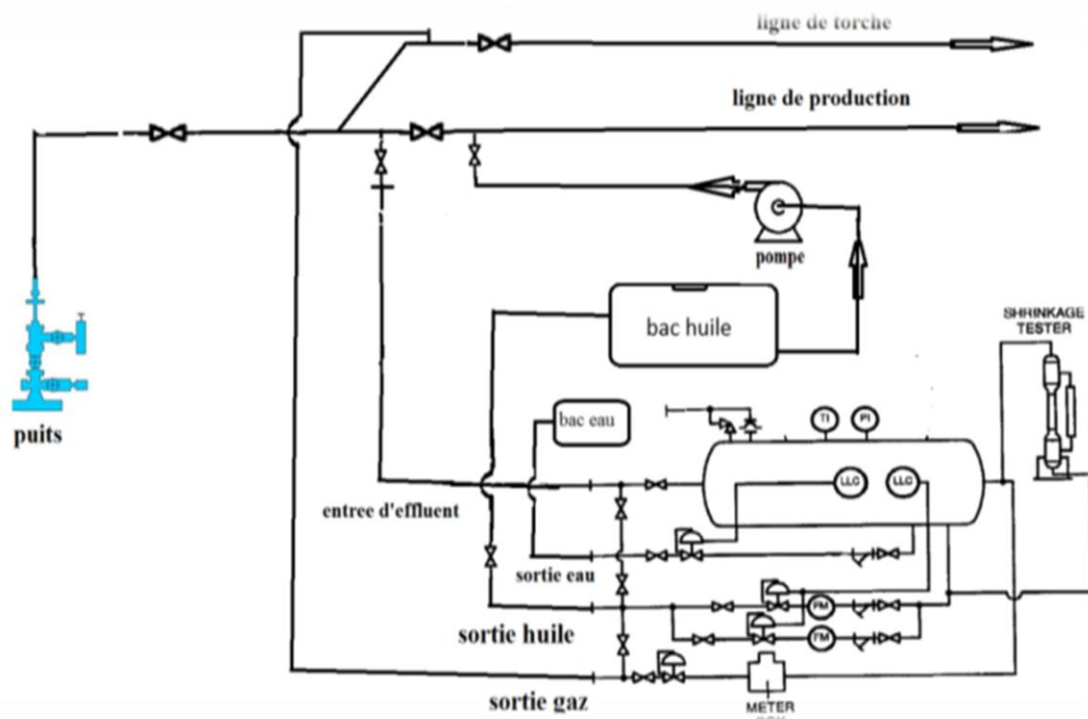 ligne de torche
ligne de production
pompe
bac huile
SHRINKAGE
TESTER
puits
bac eau
TI
PI
LLC
LLC
entree d'effluent
sortie eau
FM
sortie huile
FM
sortie gaz
METER